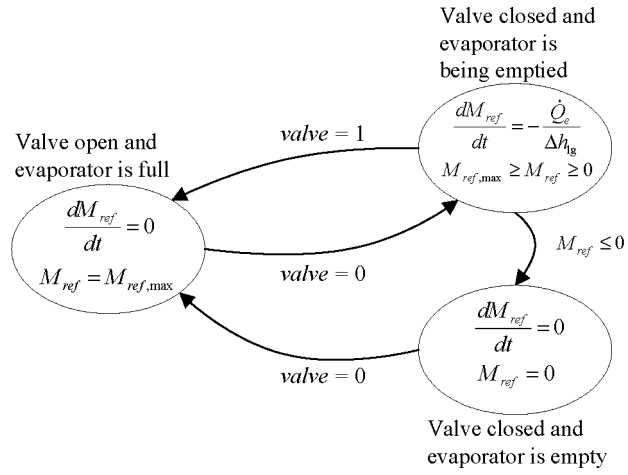 Valve closed and
evaporator is
being emptied
dM_ref/dt = −Q̇_e/Δh_lg
M_ref,max ≥ M_ref ≥ 0
valve = 1
Valve open and
evaporator is full
dM_ref/dt = 0
M_ref = M_ref,max
valve = 0
M_ref ≤ 0
dM_ref/dt = 0
M_ref = 0
valve = 0
Valve closed and
evaporator is empty